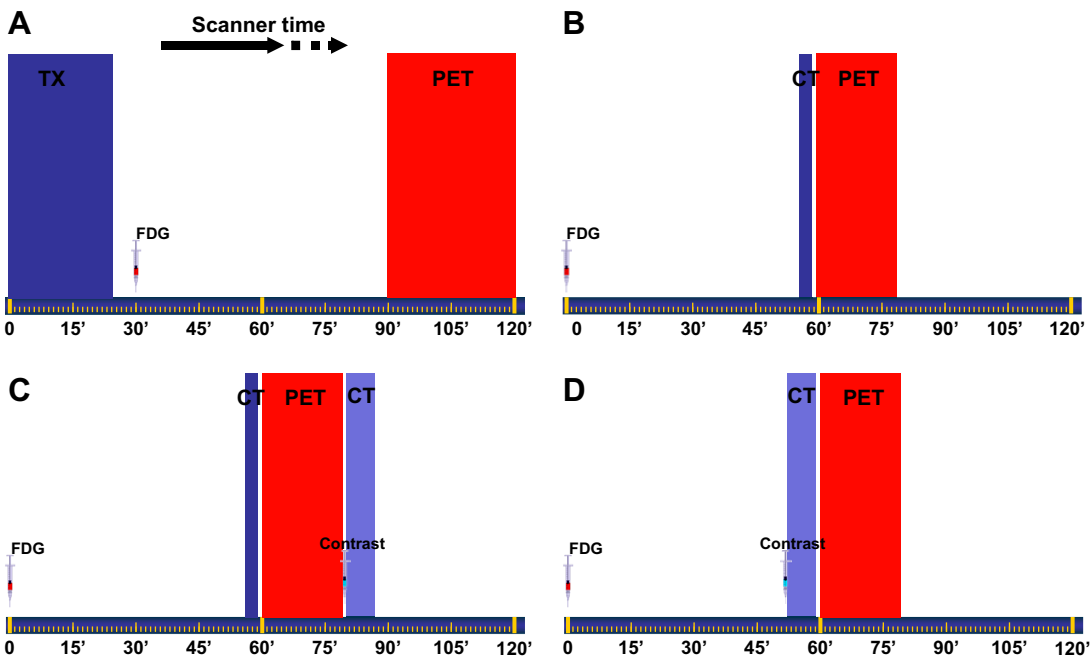 A
Scanner time
TX
PET
FDG
0 15’ 30’ 45’ 60’ 75’ 90’ 105’ 120’
B
CT PET
FDG
0 15’ 30’ 45’ 60’ 75’ 90’ 105’ 120’
C
CT PET CT
FDG
Contrast
0 15’ 30’ 45’ 60’ 75’ 90’ 105’ 120’
D
CT PET
FDG
Contrast
0 15’ 30’ 45’ 60’ 75’ 90’ 105’ 120’